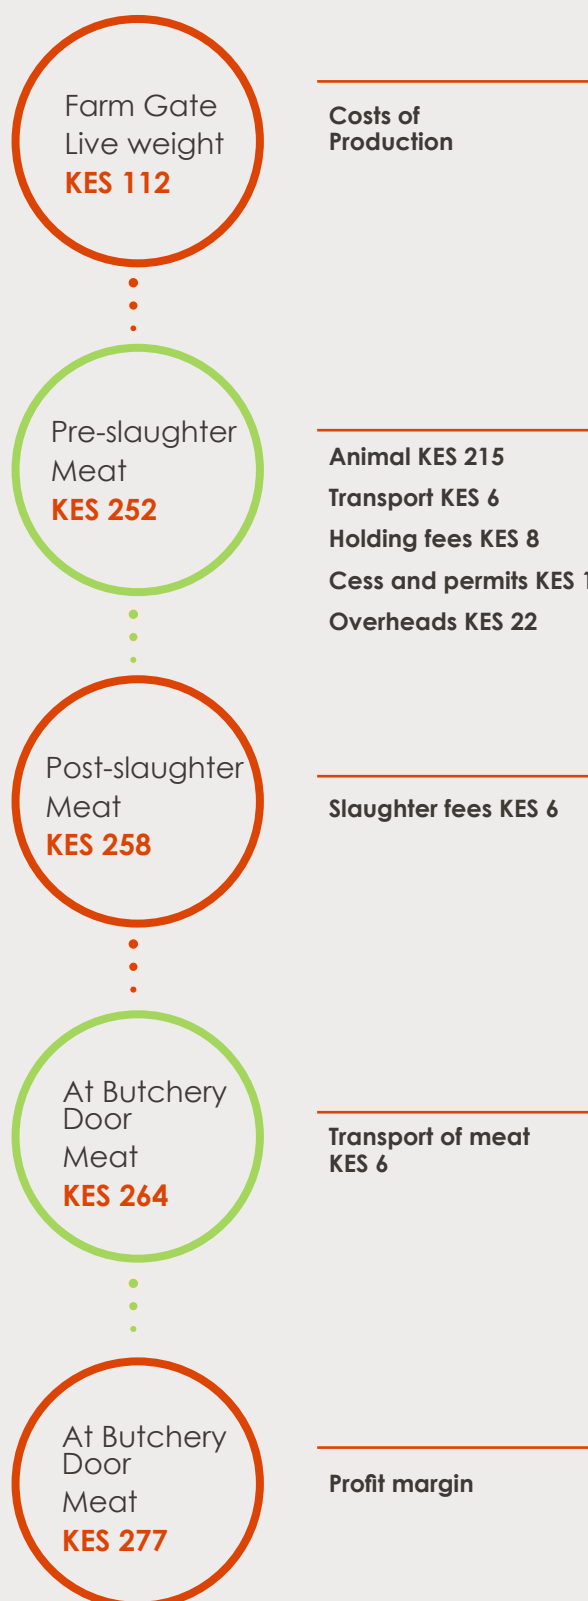 Farm Gate
Live weight
KES 112
Costs of
Production
Pre-slaughter
Meat
KES 252
Animal KES 215
Transport KES 6
Holding fees KES 8
Cess and permits KES 1
Overheads KES 22
Post-slaughter
Meat
KES 258
Slaughter fees KES 6
At Butchery
Door
Meat
KES 264
Transport of meat
KES 6
At Butchery
Door
Meat
KES 277
Profit margin